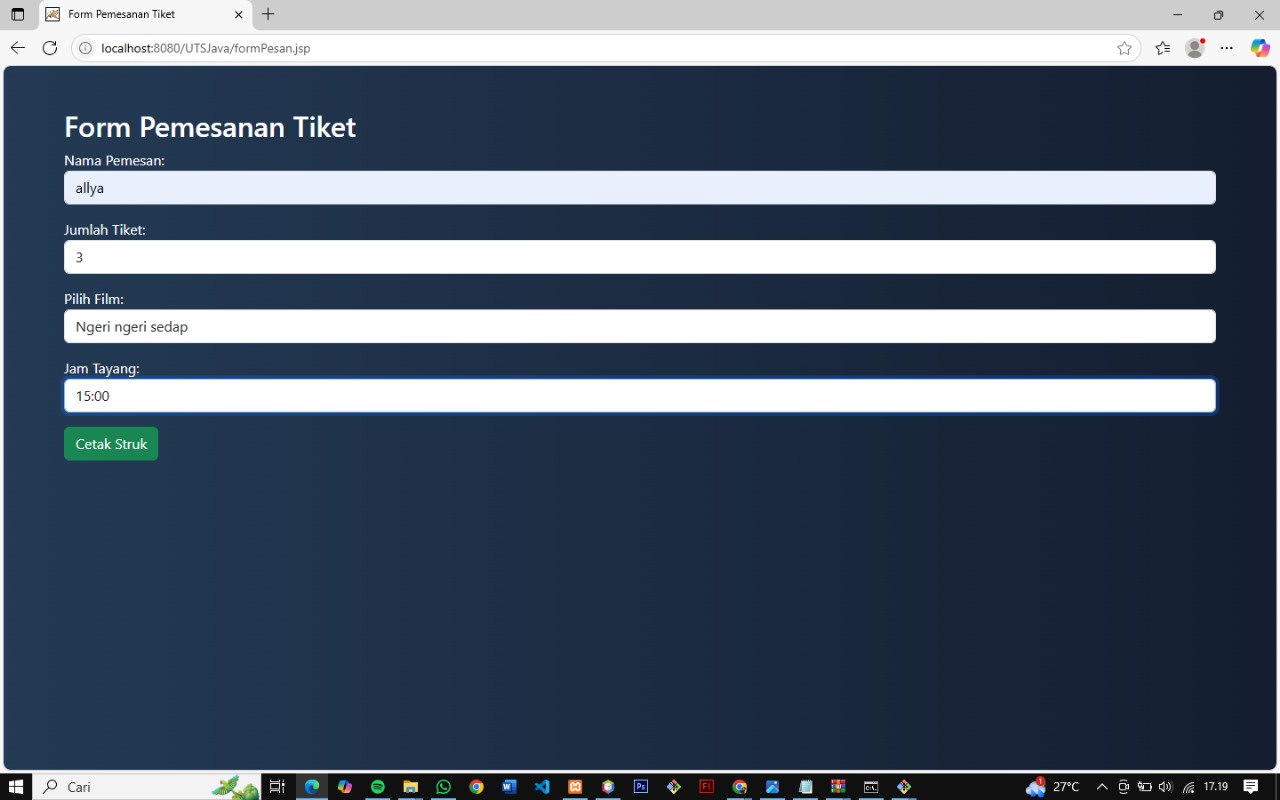 Form Pemesanan Tiket
localhost:8080/UTSJava/formPesan.jsp
Form Pemesanan Tiket
Nama Pemesan:
allya
Jumlah Tiket:
3
Pilih Film:
Ngeri ngeri sedap
Jam Tayang:
15:00
Cetak Struk
Cari
1
27°C
17.19